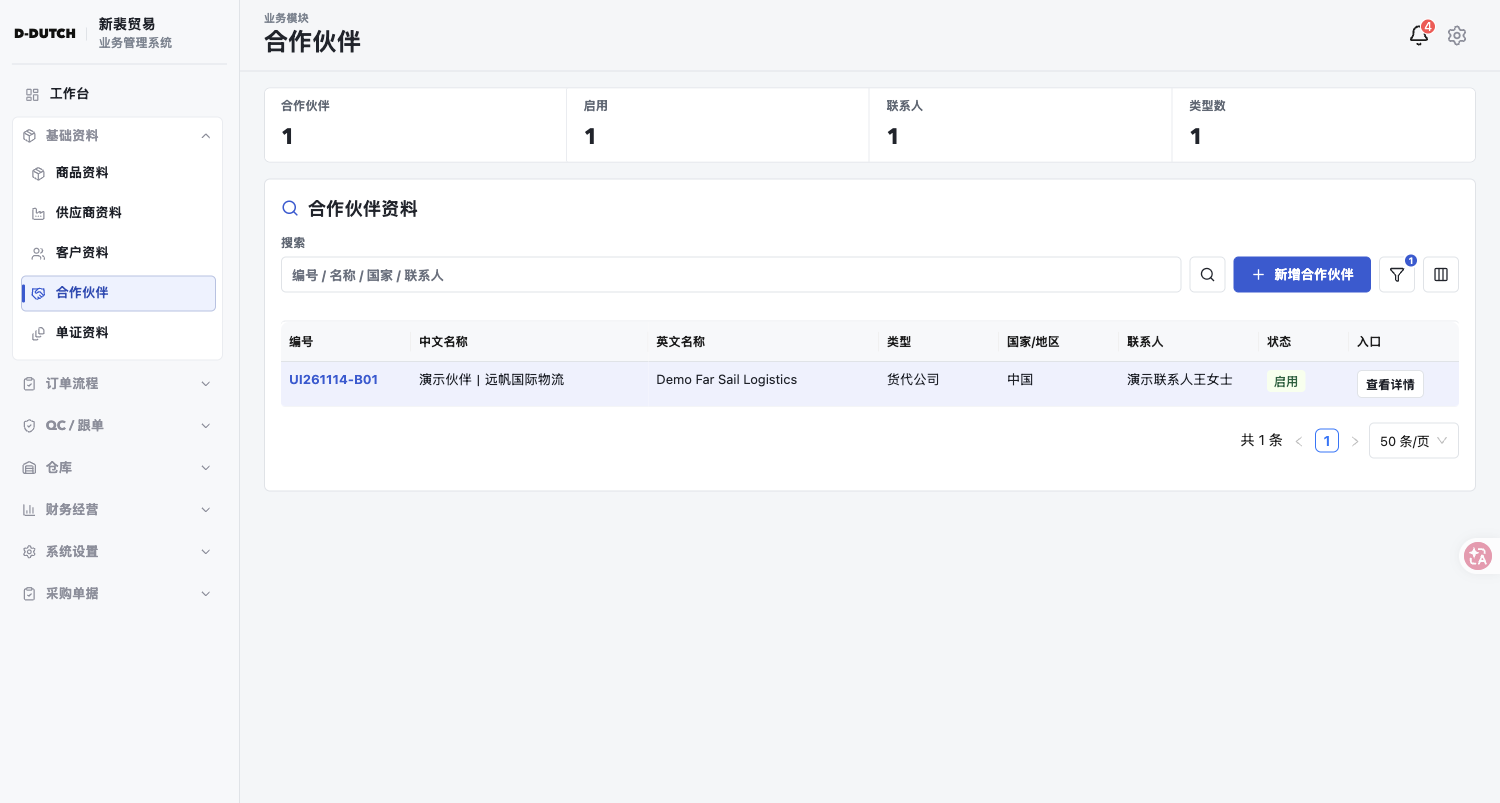 D-DUTCH
新裝贸易
业务管理系统
工作台
基础资料
商品资料
供应商资料
客户资料
合作伙伴
单证资料
订单流程
QC / 跟单
仓库
财务经营
系统设置
采购单据
业务模块
合作伙伴
4
合作伙伴
1
启用
1
联系人
1
类型数
1
合作伙伴资料
搜索
编号 / 名称 / 国家 / 联系人
新增合作伙伴
1
编号 中文名称 英文名称 类型 国家/地区 联系人 状态 入口
UI261114-B01 演示伙伴 | 远帆国际物流 Demo Far Sail Logistics 货代公司 中国 演示联系人王女士 启用 查看详情
共 1 条 < 1 > 50 条/页
A